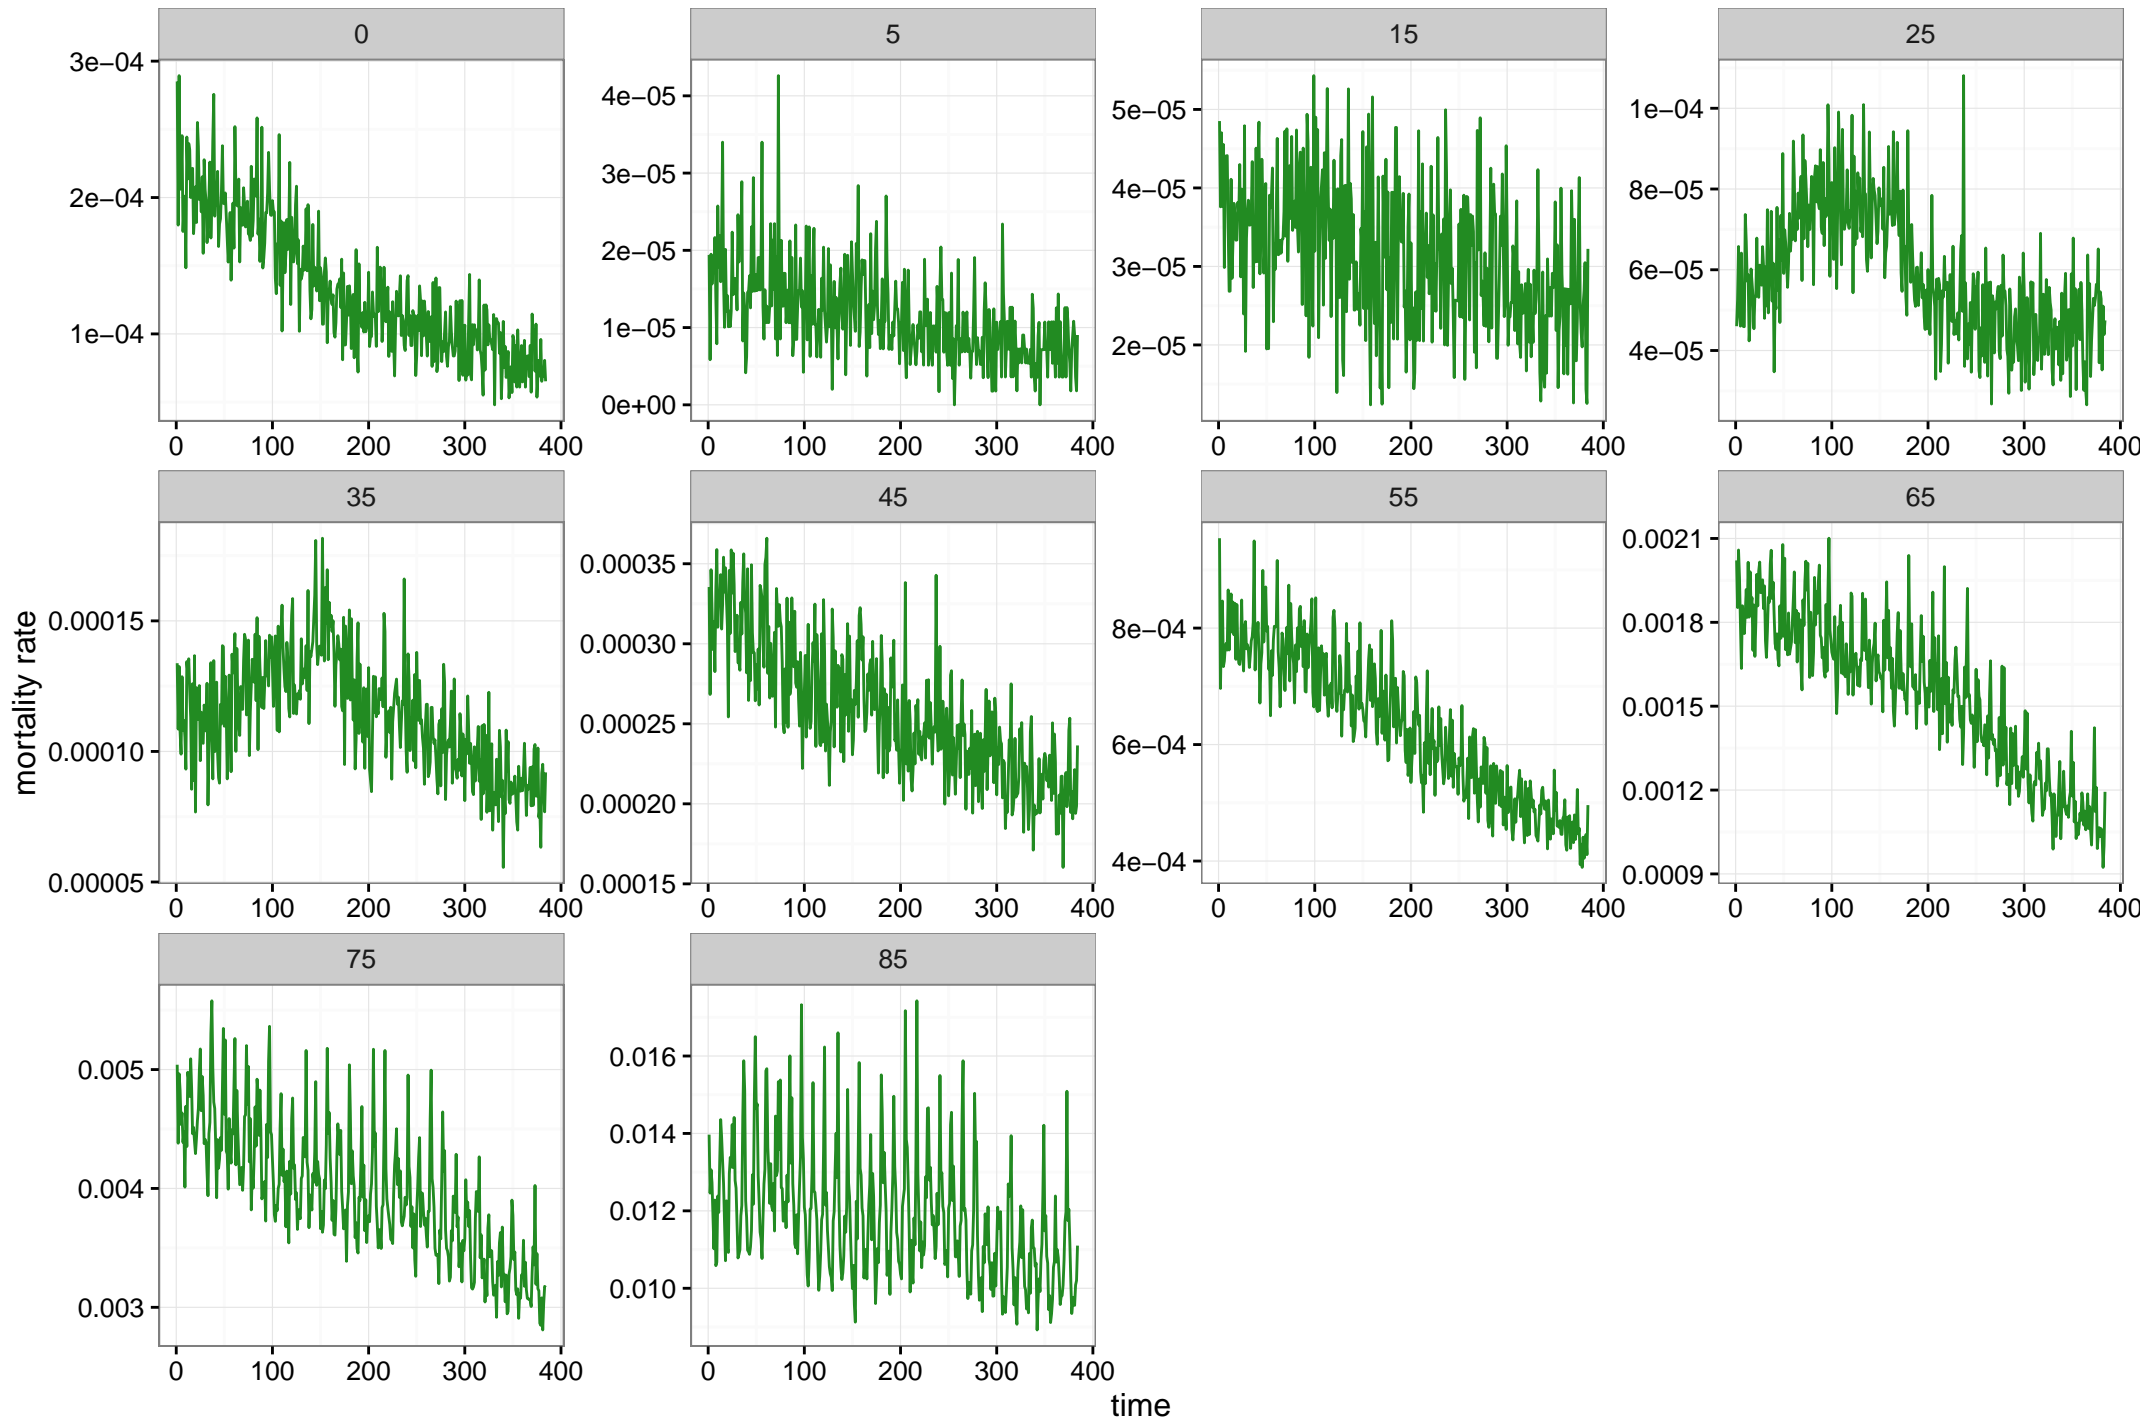 0 5 15 25
3e−04
2e−04
1e−04
0 100 200 300 400
4e−05
3e−05
2e−05
1e−05
0e+00
0 100 200 300 400
5e−05
4e−05
3e−05
2e−05
0 100 200 300 400
1e−04
8e−05
6e−05
4e−05
0 100 200 300 400
35 45 55 65
0.00015
0.00010
0.00005
0 100 200 300 400
0.00035
0.00030
0.00025
0.00020
0.00015
0 100 200 300 400
8e−04
6e−04
4e−04
0 100 200 300 400
0.0021
0.0018
0.0015
0.0012
0.0009
0 100 200 300 400
75 85
0.005
0.004
0.003
0 100 200 300 400
0.016
0.014
0.012
0.010
0 100 200 300 400
mortality rate
time